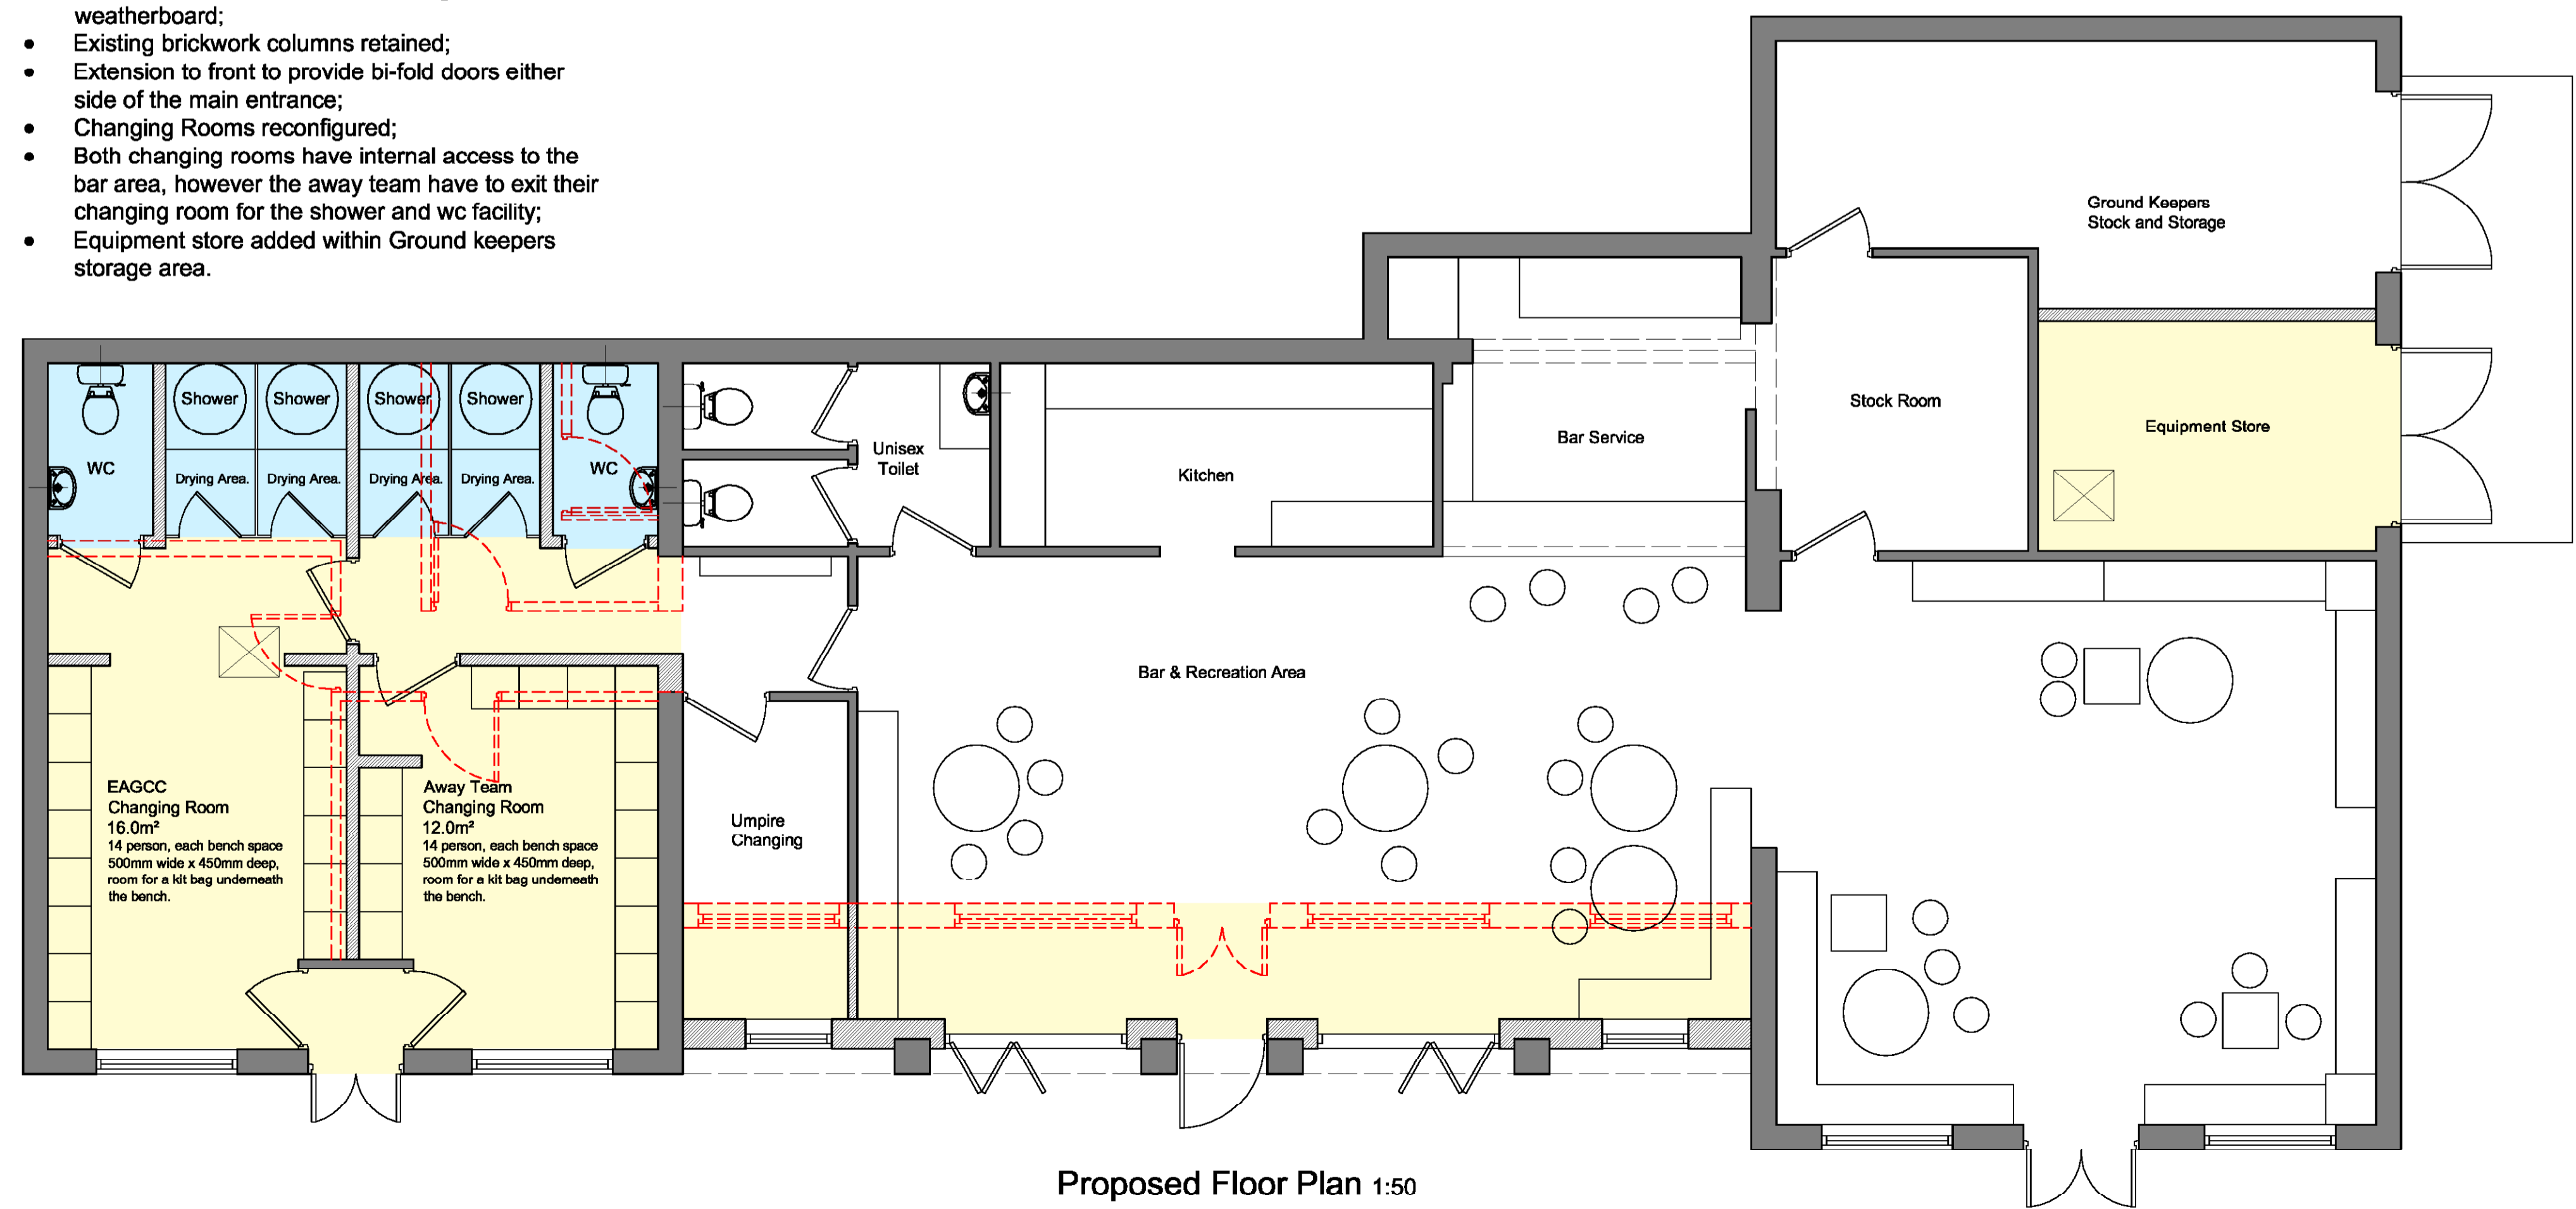 weatherboard;
• Existing brickwork columns retained;
• Extension to front to provide bi-fold doors either
side of the main entrance;
• Changing Rooms reconfigured;
• Both changing rooms have internal access to the
bar area, however the away team have to exit their
changing room for the shower and wc facility;
• Equipment store added within Ground keepers
storage area.
Ground Keepers
Stock and Storage
Shower
Shower
Shower
Shower
WC
Drying Area.
Drying Area.
Drying Area.
Drying Area.
WC
Unisex
Toilet
Kitchen
Bar Service
Stock Room
Equipment Store
Bar & Recreation Area
EAGCC
Changing Room
16.0m²
14 person, each bench space
500mm wide x 450mm deep,
room for a kit bag underneath
the bench.
Away Team
Changing Room
12.0m²
14 person, each bench space
500mm wide x 450mm deep,
room for a kit bag underneath
the bench.
Umpire
Changing
Proposed Floor Plan 1:50